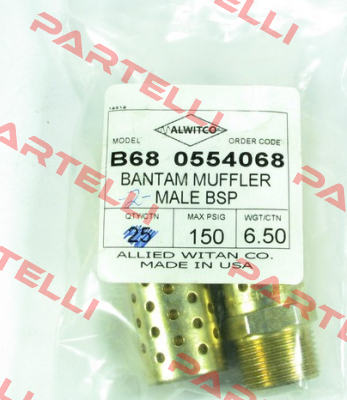 PARTELLI
ALWITCO
MODEL ORDER CODE
B68 0554068
BANTAM MUFFLER
-2- MALE BSP
QTY/CTN MAX PSIG WGT/CTN
25 150 6.50
ALLIED WITAN CO.
MADE IN USA
PARTELLI
PARTELLI